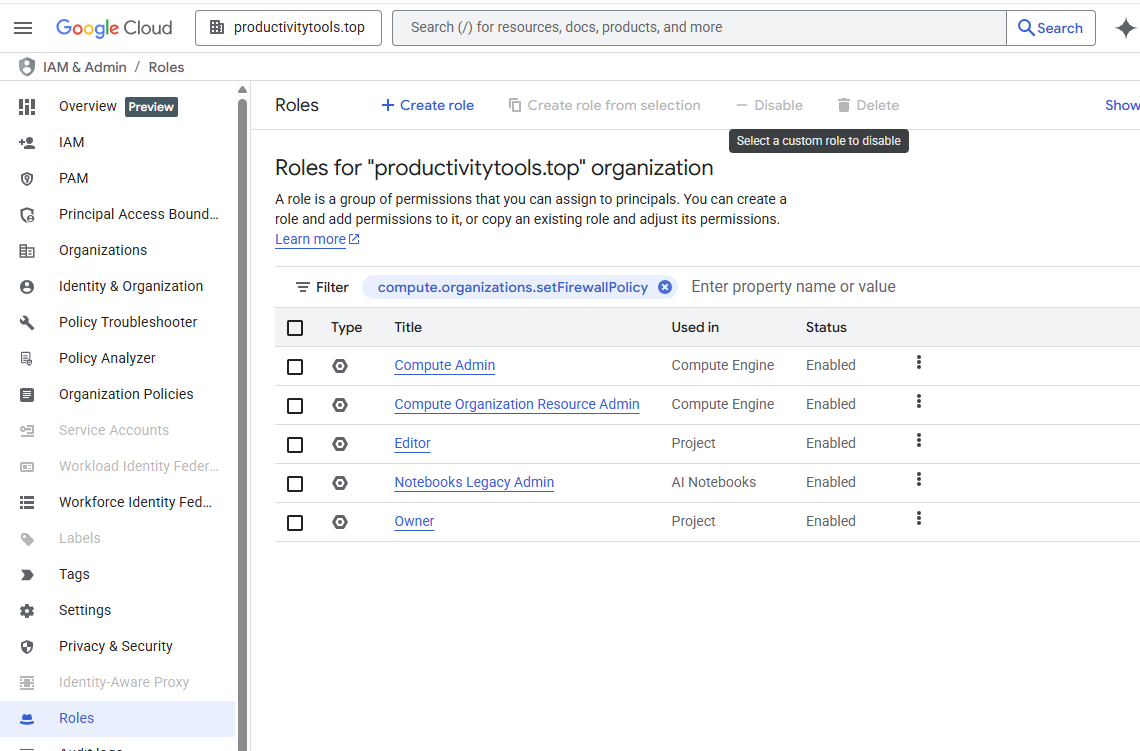 Google Cloud
productivitytools.top
Search (/) for resources, docs, products, and more
Search
IAM & Admin / Roles
Overview Preview
IAM
PAM
Principal Access Bound...
Organizations
Identity & Organization
Policy Troubleshooter
Policy Analyzer
Organization Policies
Service Accounts
Workload Identity Feder...
Workforce Identity Fed...
Labels
Tags
Settings
Privacy & Security
Identity-Aware Proxy
Roles
Roles
Create role
Create role from selection
Disable
Delete
Show
Select a custom role to disable
Roles for "productivitytools.top" organization
A role is a group of permissions that you can assign to principals. You can create a
role and add permissions to it, or copy an existing role and adjust its permissions.
Learn more
Filter compute.organizations.setFirewallPolicy Enter property name or value
Type Title Used in Status
Compute Admin Compute Engine Enabled
Compute Organization Resource Admin Compute Engine Enabled
Editor Project Enabled
Notebooks Legacy Admin AI Notebooks Enabled
Owner Project Enabled